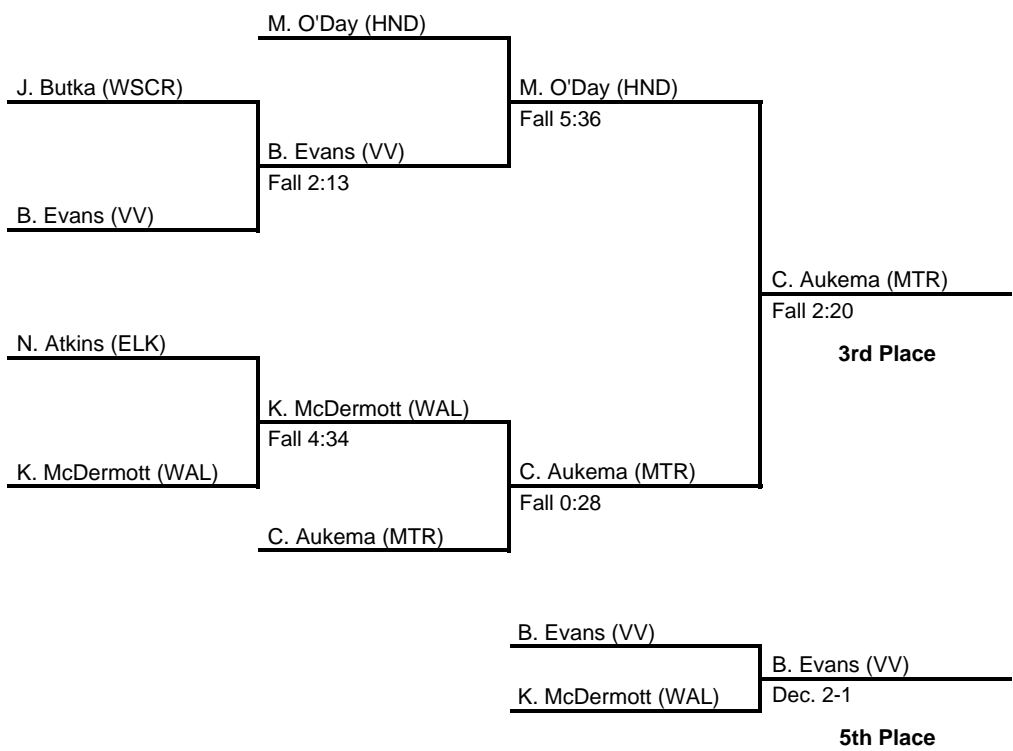 M. O'Day (HND)
J. Butka (WSCR)
M. O'Day (HND)
Fall 5:36
B. Evans (VV)
Fall 2:13
B. Evans (VV)
C. Aukema (MTR)
Fall 2:20
3rd Place
N. Atkins (ELK)
K. McDermott (WAL)
Fall 4:34
K. McDermott (WAL)
C. Aukema (MTR)
Fall 0:28
C. Aukema (MTR)
B. Evans (VV)
B. Evans (VV)
Dec. 2-1
K. McDermott (WAL)
5th Place